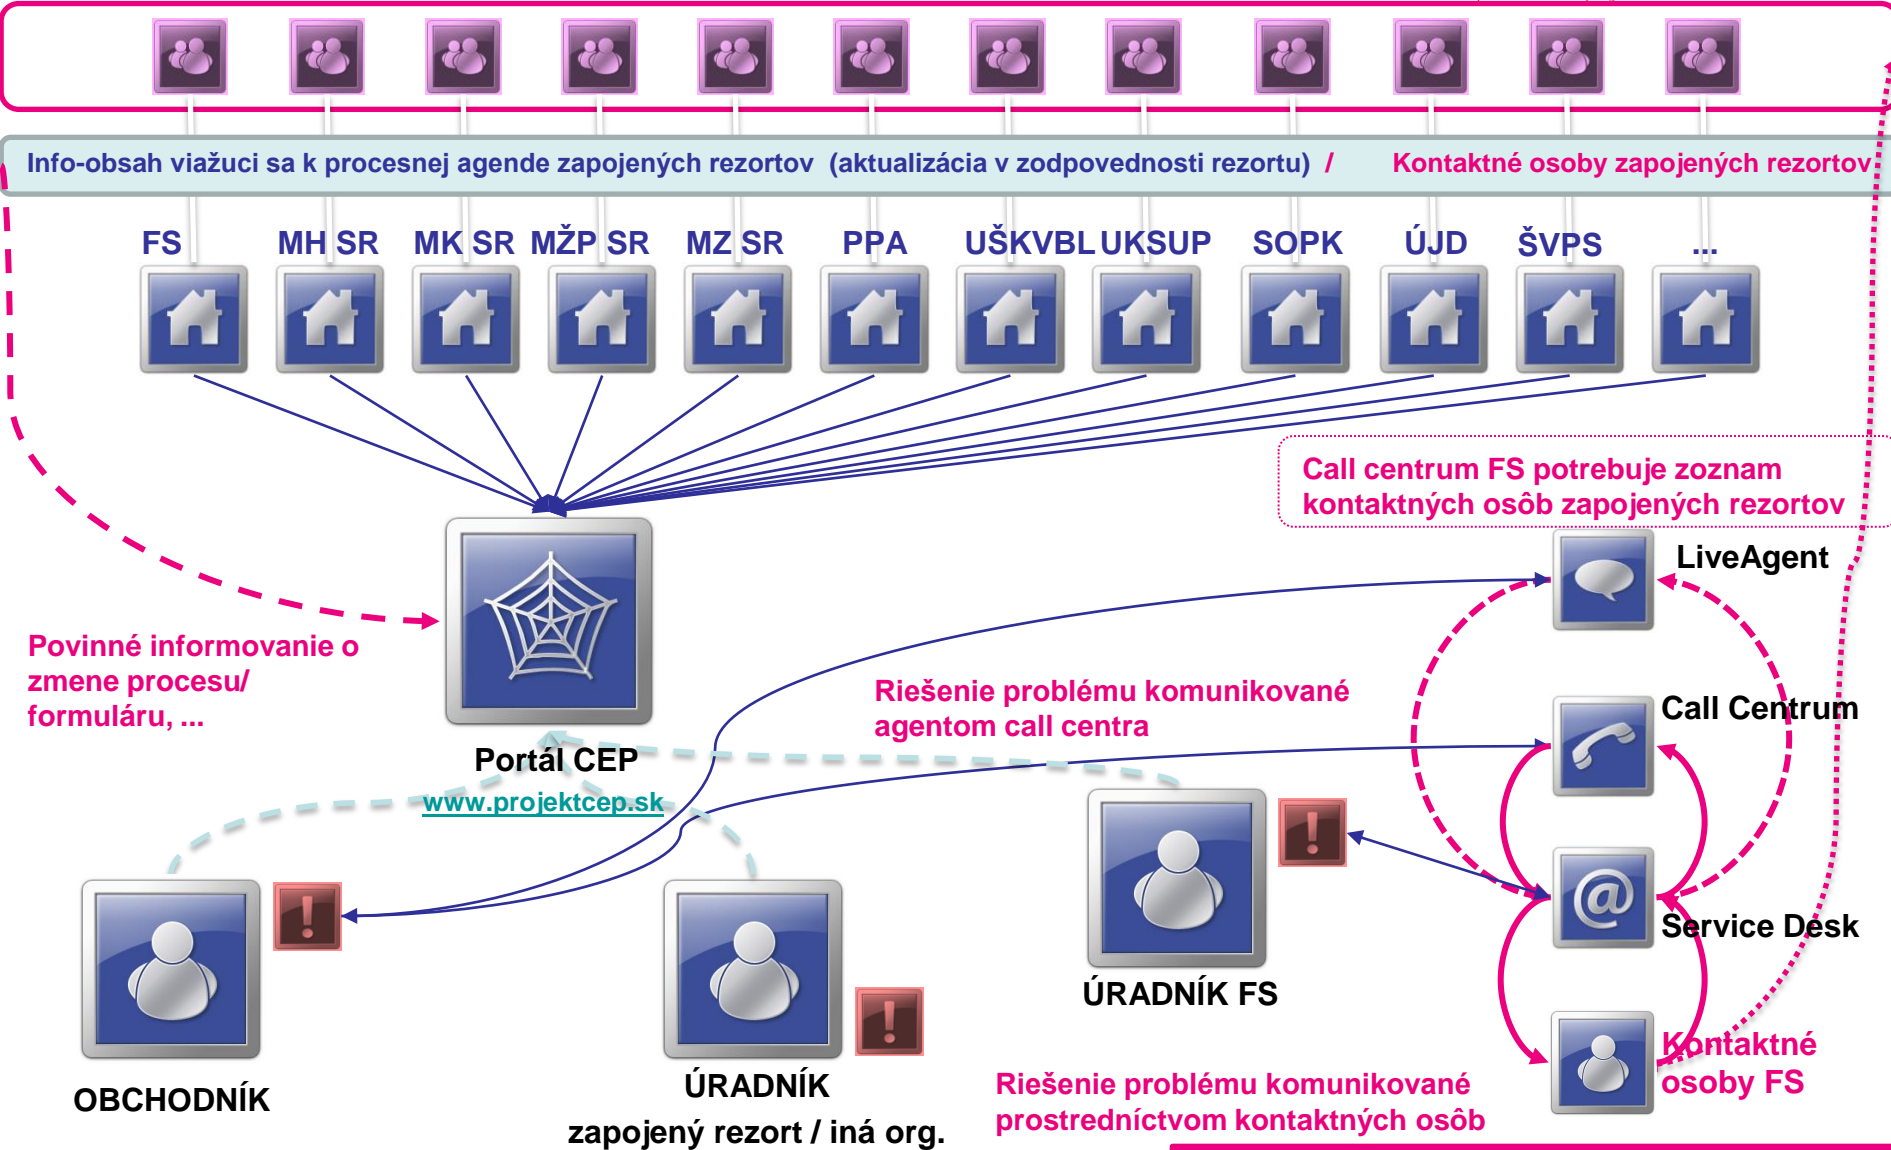 Info-obsah viažuci sa k procesnej agende zapojených rezortov (aktualizácia v zodpovednosti rezortu) / Kontaktné osoby zapojených rezortov
FS MH SR MK SR MŽP SR MZ SR PPA UŠKVBL UKSUP SOPK ÚJD ŠVPS ...
Call centrum FS potrebuje zoznam
kontaktných osôb zapojených rezortov
LiveAgent
Povinné informovanie o
zmene procesu/
formuláru, ...
Riešenie problému komunikované
agentom call centra
Call Centrum
Portál CEP
www.projektcep.sk
Service Desk
ÚRADNÍK FS
OBCHODNÍK
ÚRADNÍK
zapojený rezort / iná org.
Riešenie problému komunikované
prostredníctvom kontaktných osôb
Kontaktné
osoby FS